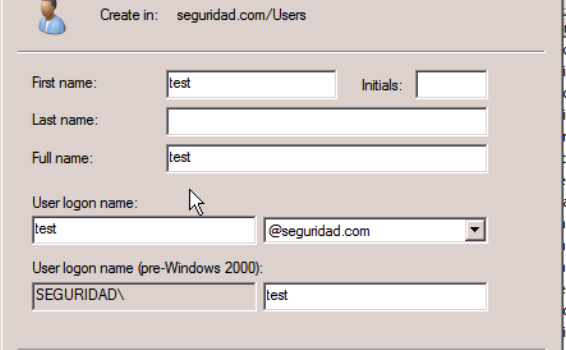 Create in: seguridad.com/Users
First name: test Initials:
Last name:
Full name: test
User logon name:
test @seguridad.com
User logon name (pre-Windows 2000):
SEGURIDAD\ test